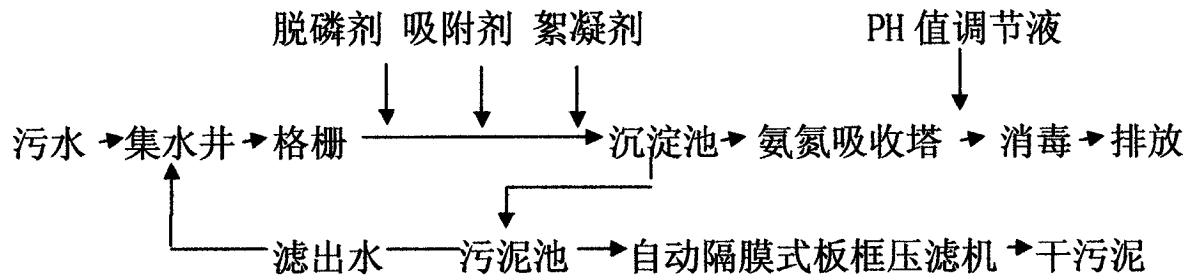 脱磷剂 吸附剂 絮凝剂 PH值调节液
污水 集水井 格栅 沉淀池 氨氮吸收塔 消毒 排放
滤出水 污泥池 自动隔膜式板框压滤机 干污泥